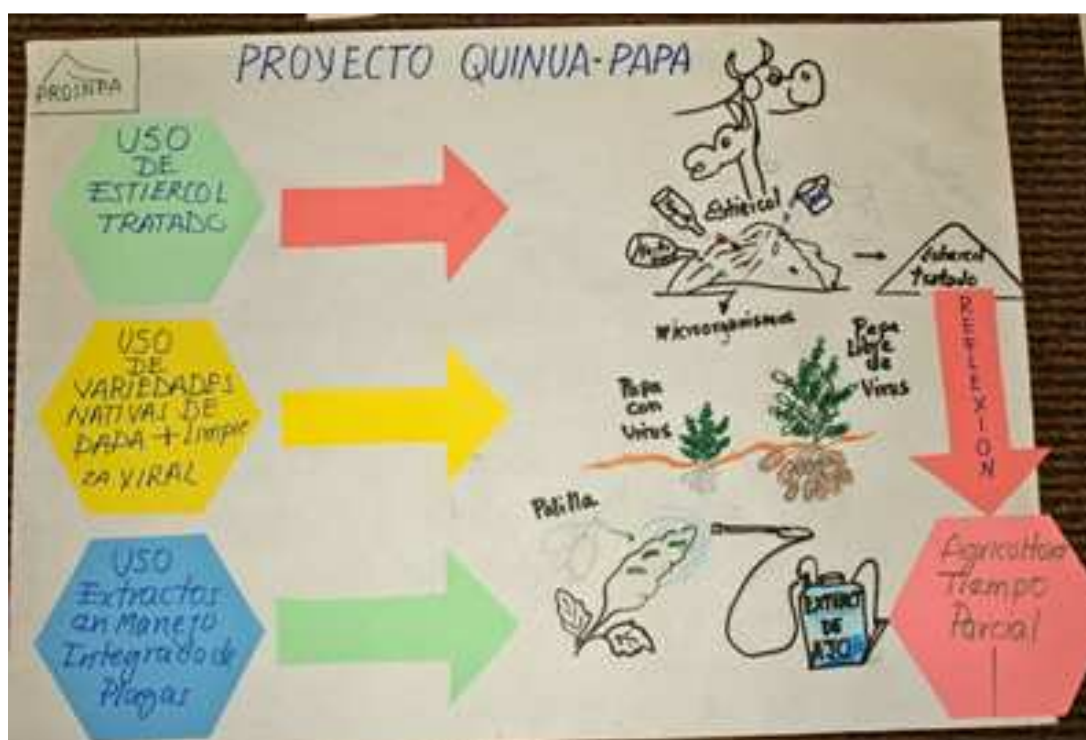 PROINPA
PROYECTO QUINUA-PAPA
USO
DE
ESTIERCOL
TRATADO
Estiercol
Microorganismos
tratado
USO
DE
VARIEDADES
NATIVAS DE
PAPA + Limpie
ZA VIRAL
Papa
con
Virus
Papa
Libre
de
Virus
REFLEXION
USO
Extractos
en Manejo
Integrado de
Plagas
Polilla
EXTRACT
DE
AJO
Agricultura
Tiempo
Parcial